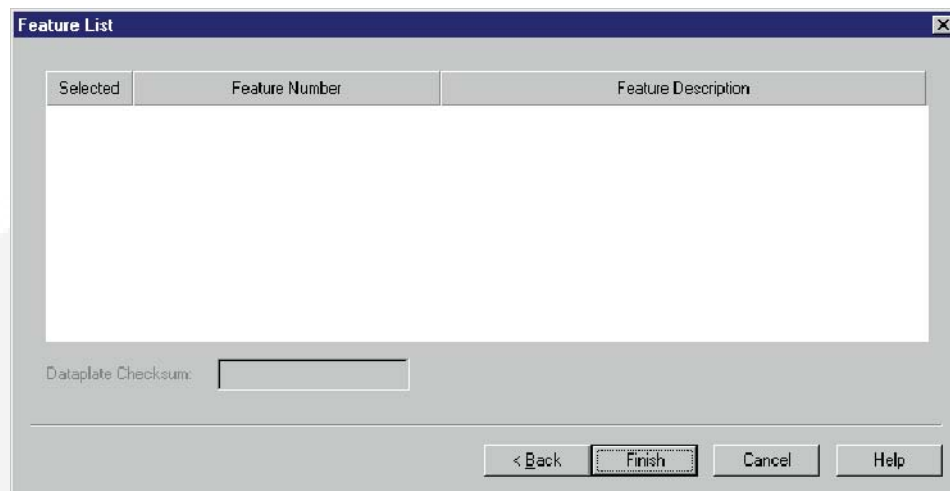 Feature List
Selected Feature Number Feature Description
Dataplate Checksum:
< Back Finish Cancel Help